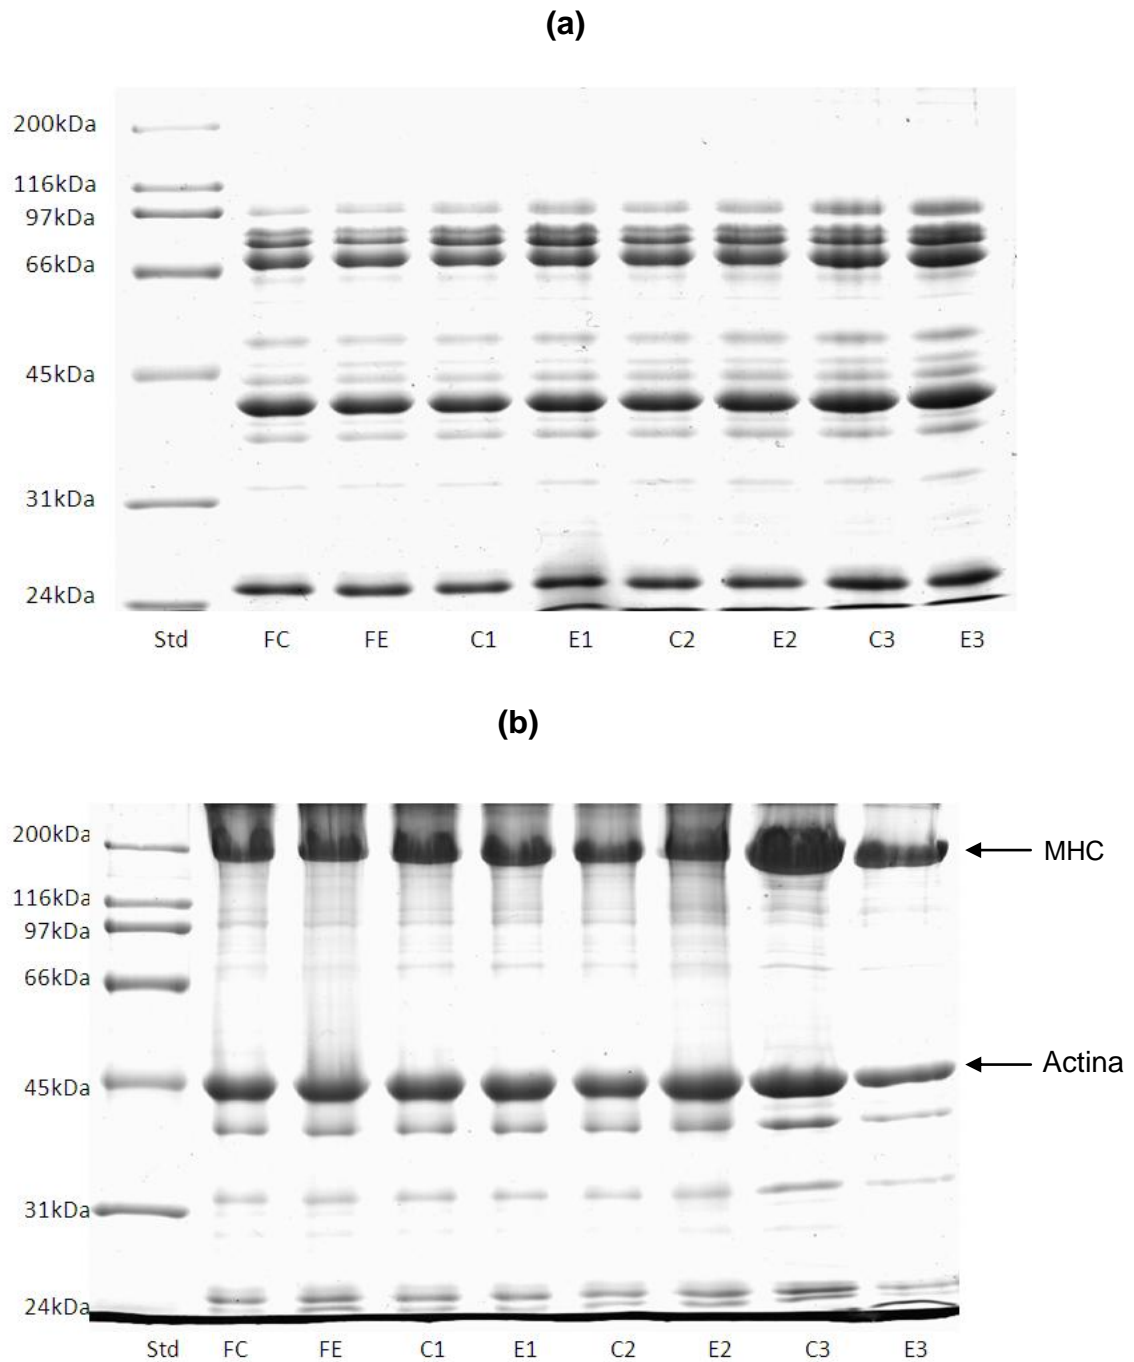 (a)
200kDa
116kDa
97kDa
66kDa
45kDa
31kDa
24kDa
Std FC FE C1 E1 C2 E2 C3 E3
(b)
200kDa
MHC
116kDa
97kDa
66kDa
Actina
45kDa
31kDa
24kDa
Std FC FE C1 E1 C2 E2 C3 E3